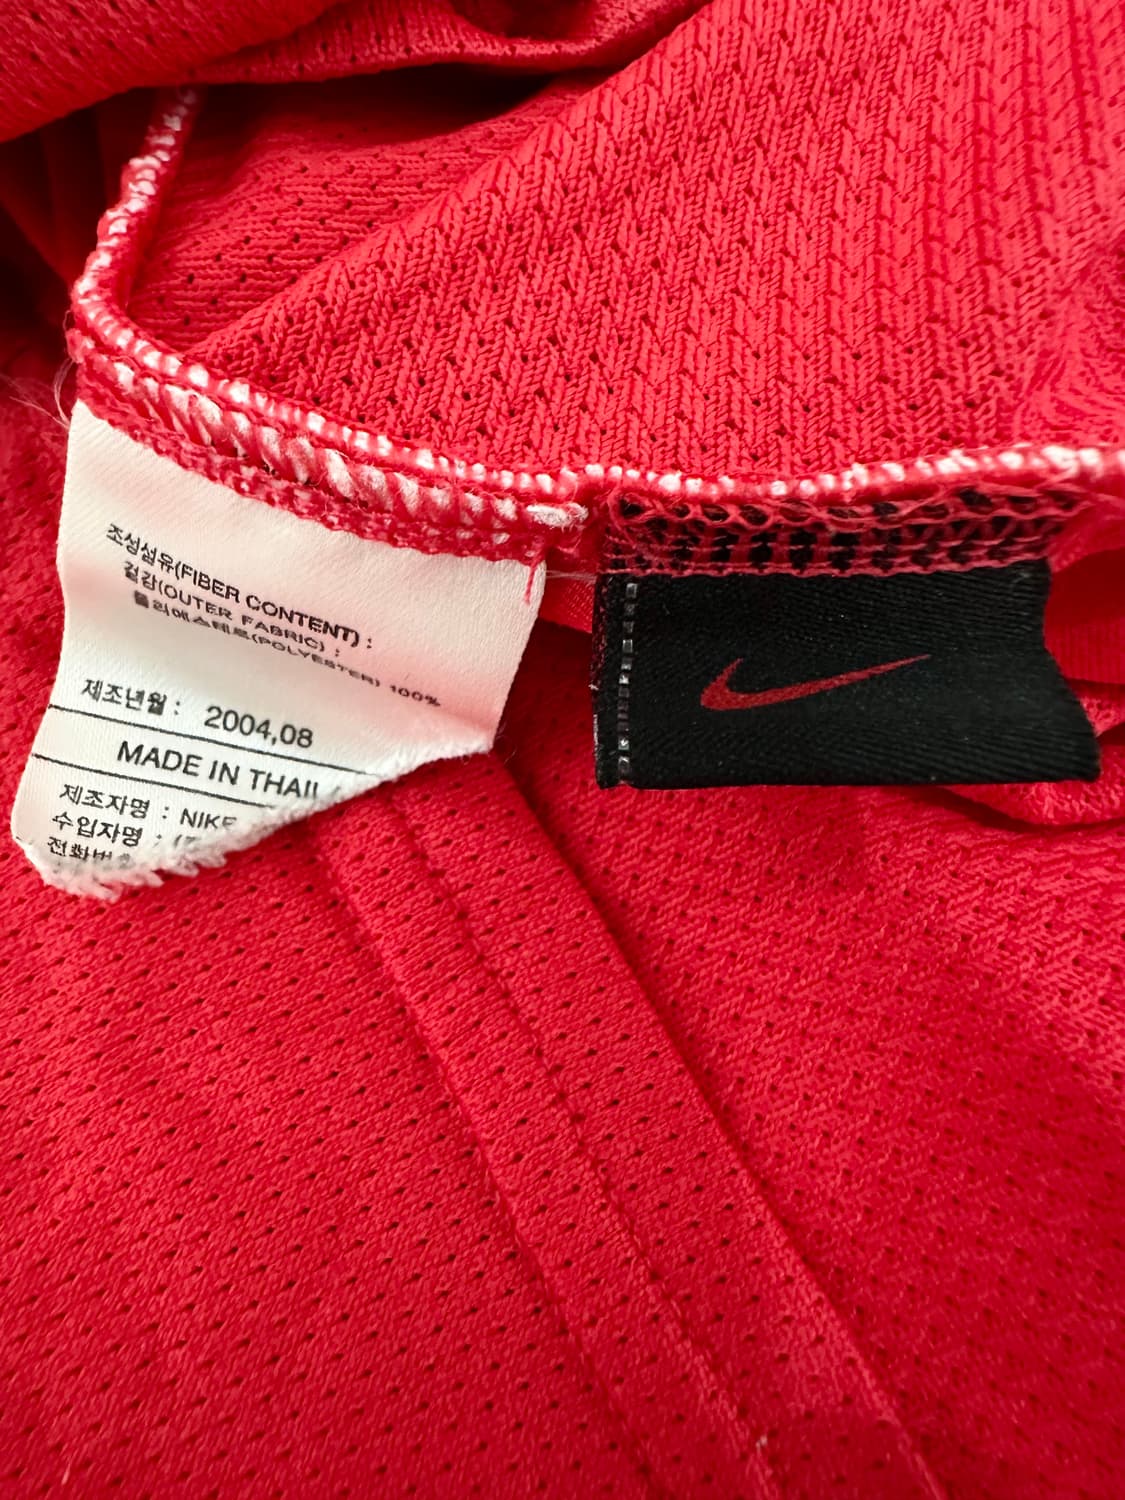 조성섬유(FIBER CONTENT) :
겉감(OUTER FABRIC) :
폴리에스테르(POLYESTER) 100%
제조년월 : 2004,08
MADE IN
제조자명 : NIKE
수입자명 :